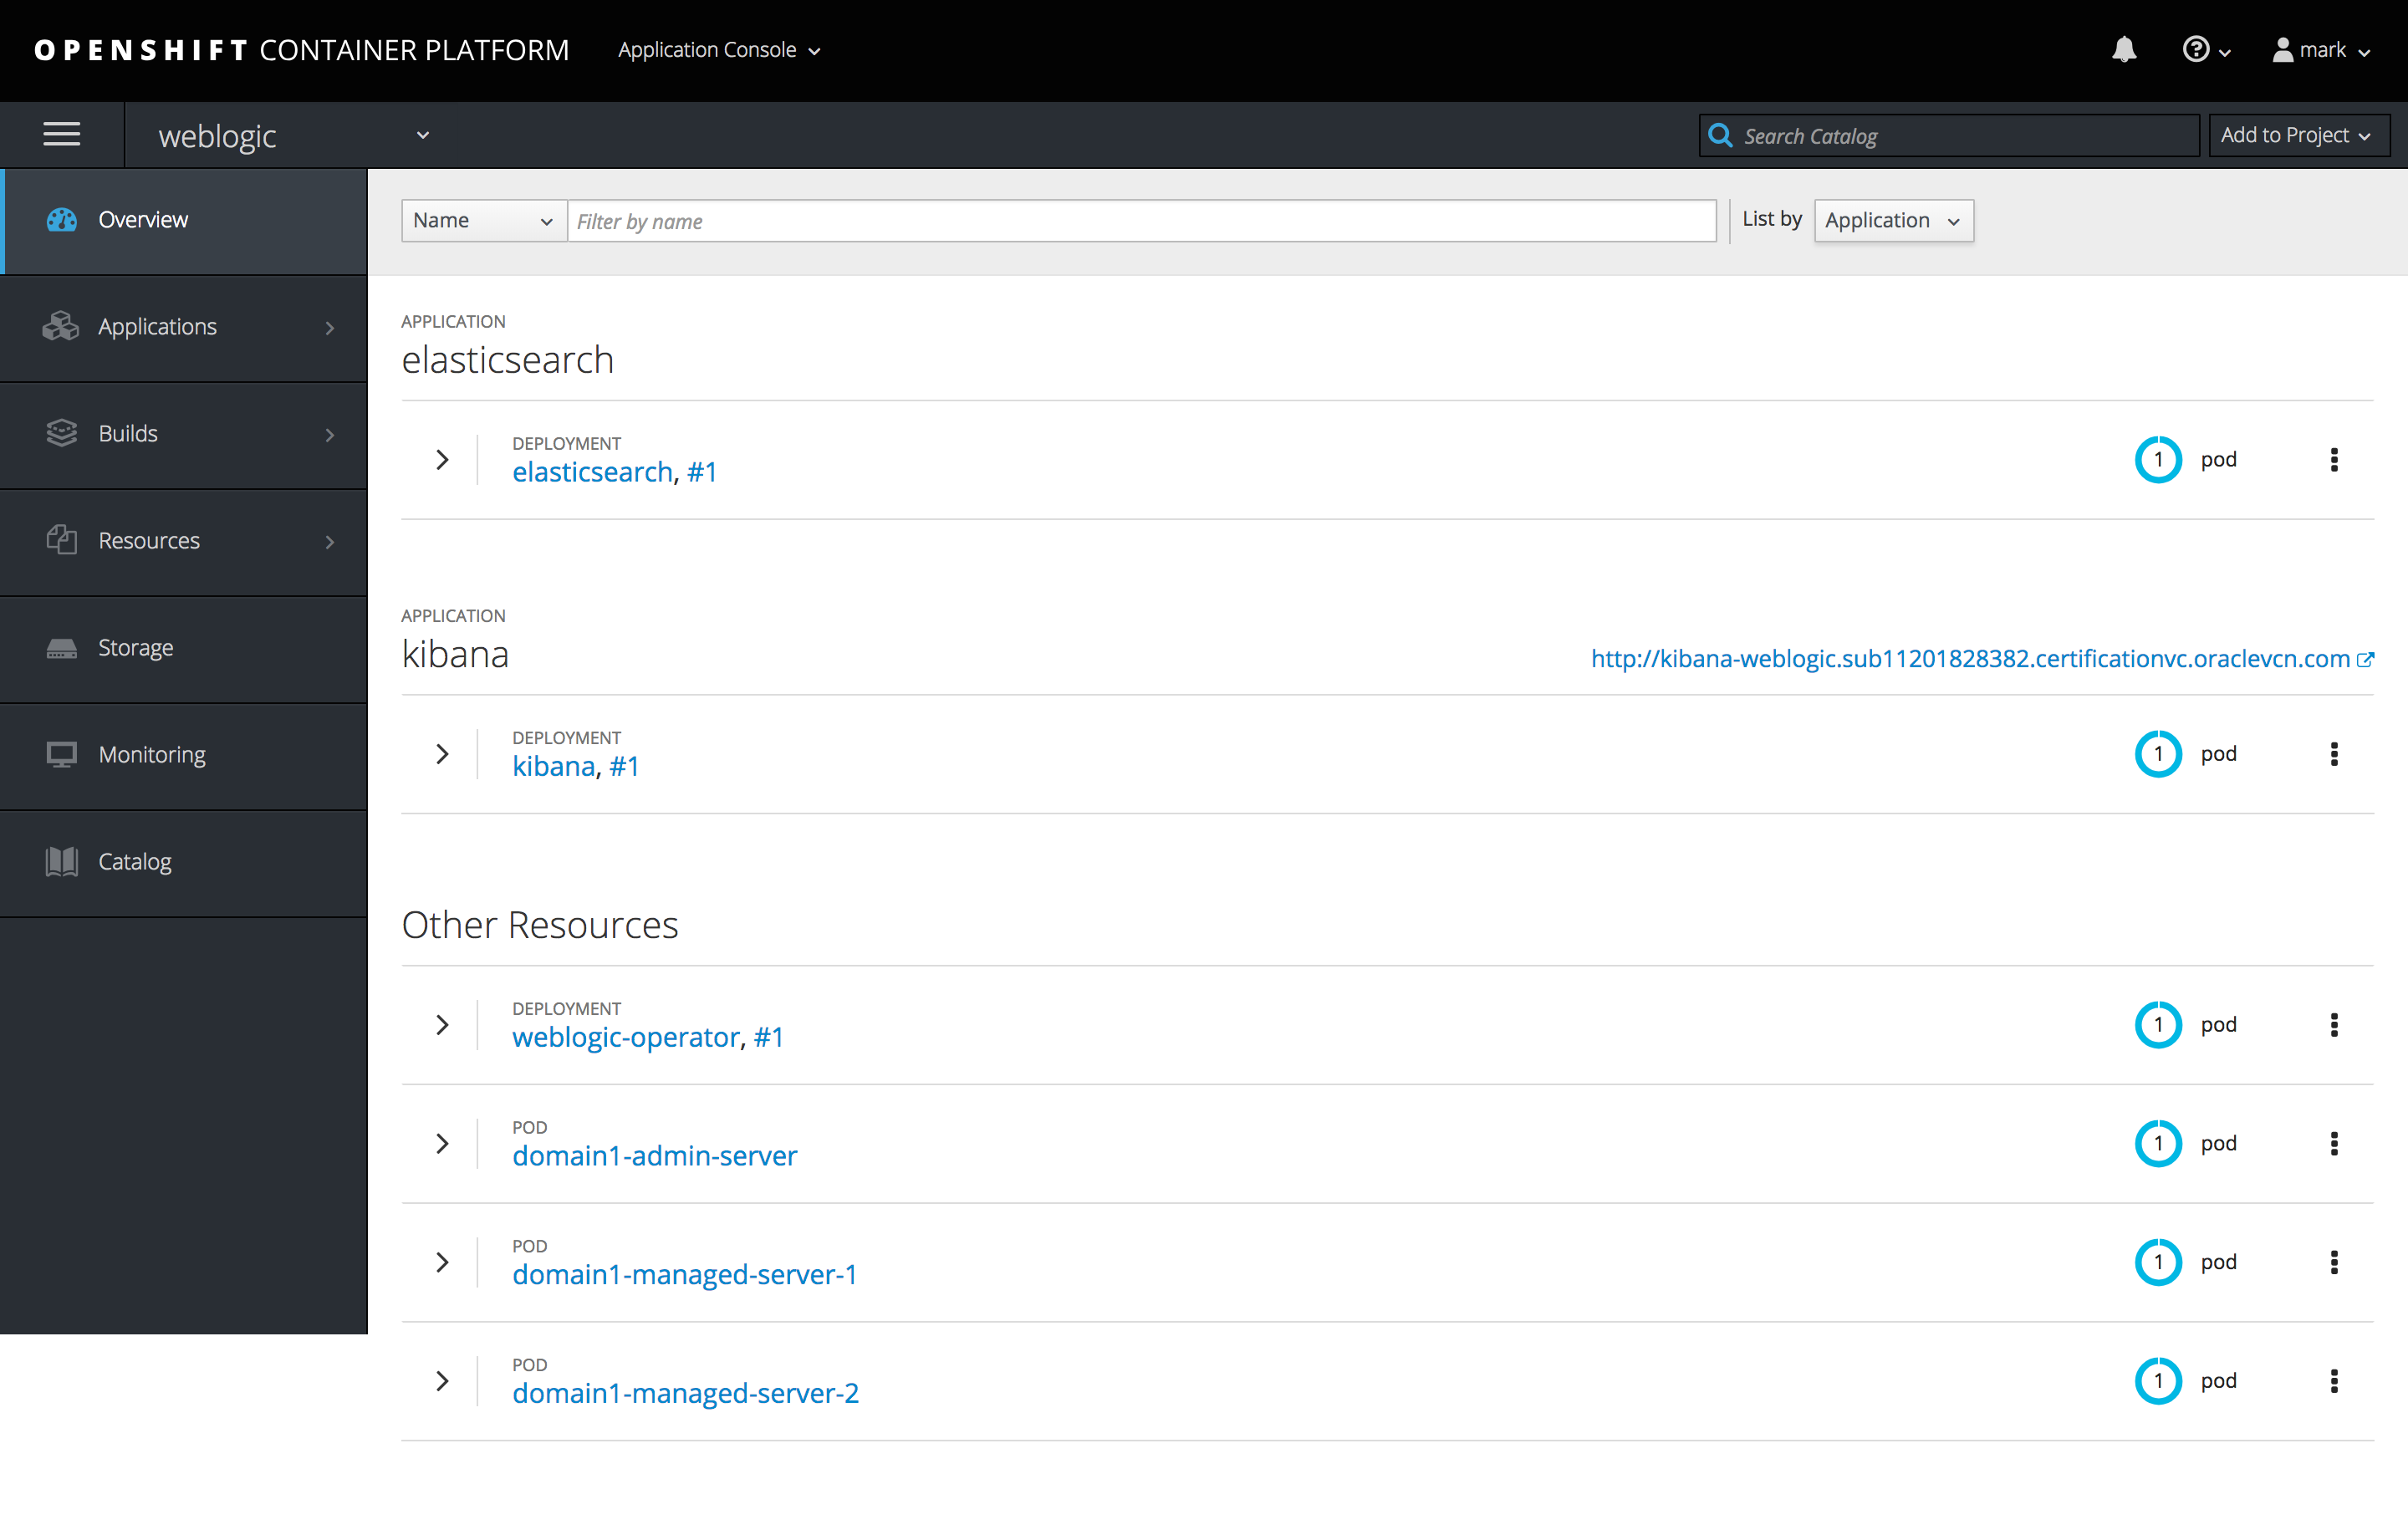 OPENSHIFT CONTAINER PLATFORM Application Console mark
weblogic Search Catalog Add to Project
Overview
Applications
Builds
Resources
Storage
Monitoring
Catalog
Name Filter by name List by Application
APPLICATION
elasticsearch
DEPLOYMENT
elasticsearch, #1
1 pod
APPLICATION
kibana
http://kibana-weblogic.sub11201828382.certificationvc.oraclevcn.com
DEPLOYMENT
kibana, #1
1 pod
Other Resources
DEPLOYMENT
weblogic-operator, #1
1 pod
POD
domain1-admin-server
1 pod
POD
domain1-managed-server-1
1 pod
POD
domain1-managed-server-2
1 pod